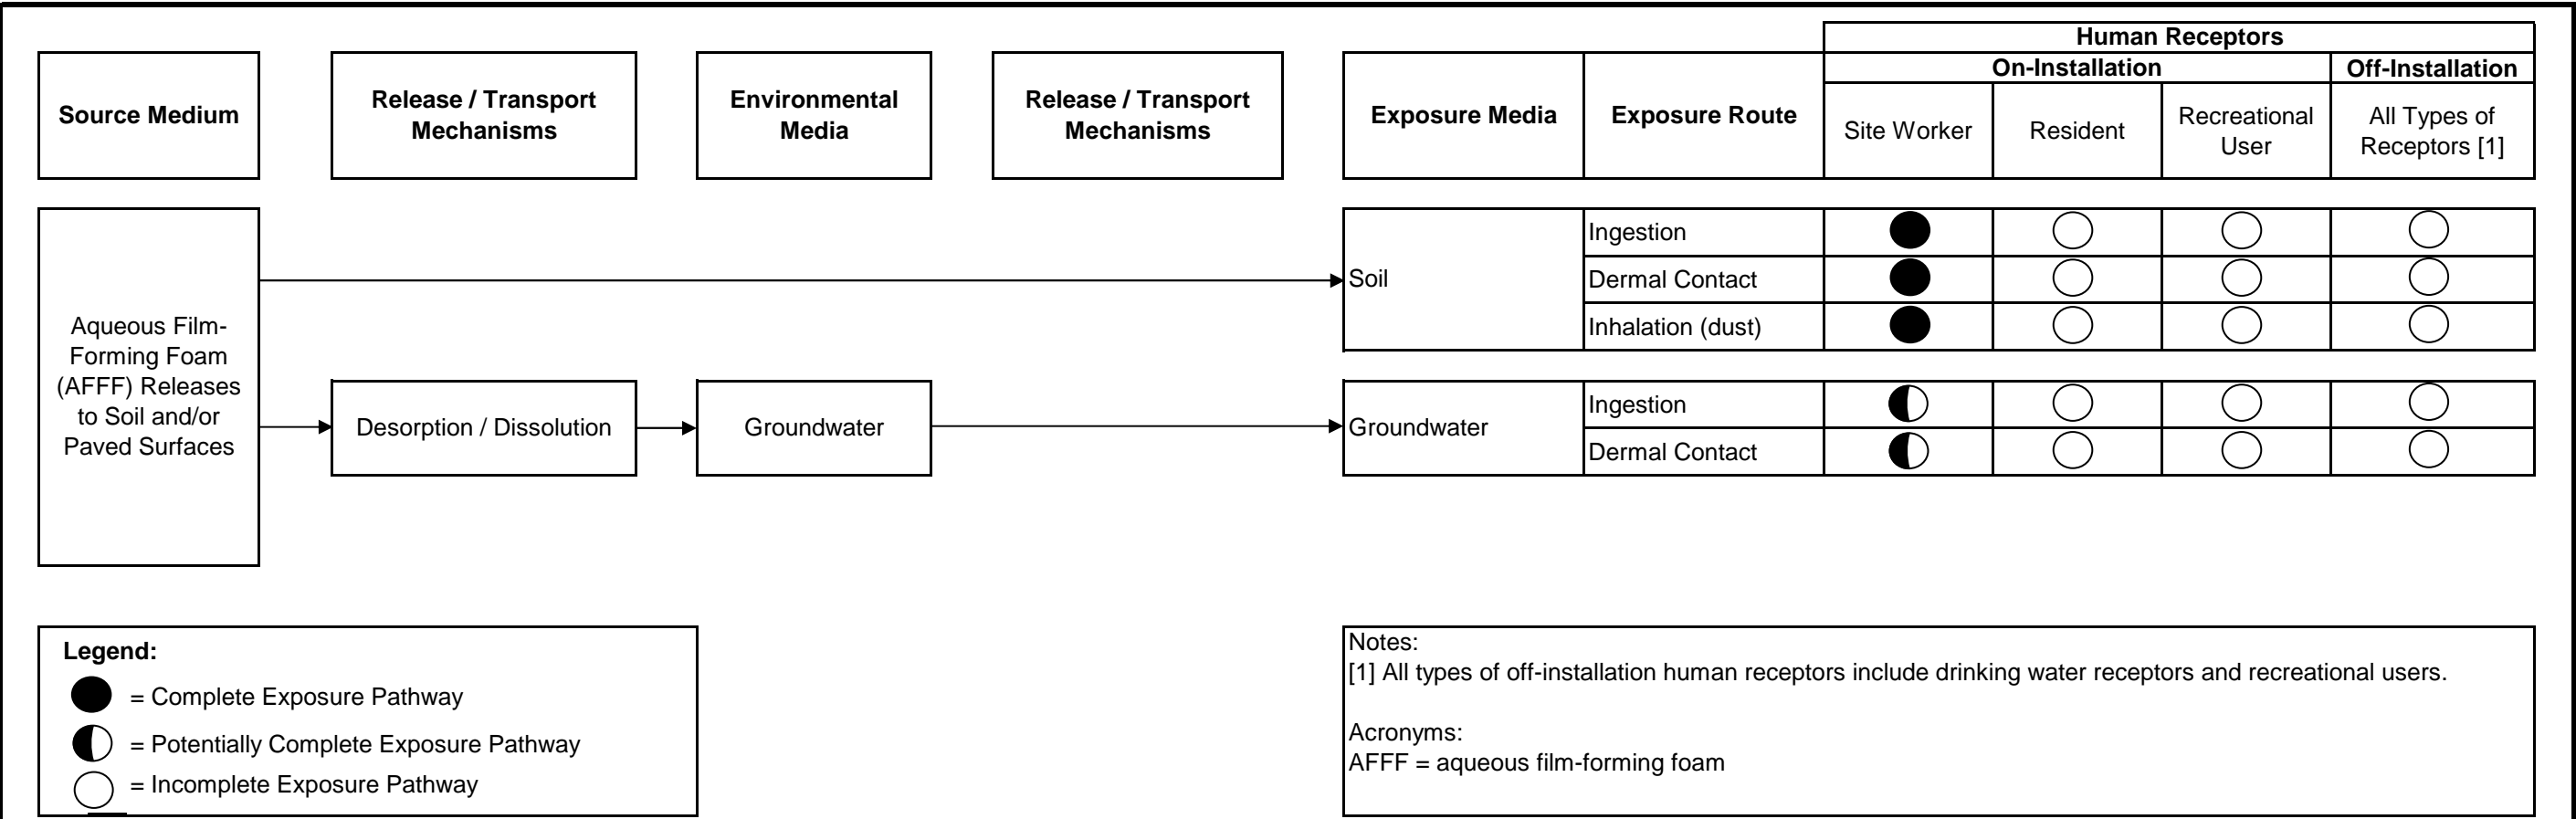 Human Receptors
On-Installation
Off-Installation
Source Medium
Release / Transport
Mechanisms
Environmental
Media
Release / Transport
Mechanisms
Exposure Media
Exposure Route
Site Worker
Resident
Recreational
User
All Types of
Receptors [1]
Aqueous Film-
Forming Foam
(AFFF) Releases
to Soil and/or
Paved Surfaces
Soil
Ingestion
Dermal Contact
Inhalation (dust)
Desorption / Dissolution
Groundwater
Groundwater
Ingestion
Dermal Contact
Legend:
= Complete Exposure Pathway
= Potentially Complete Exposure Pathway
= Incomplete Exposure Pathway
Notes:
[1] All types of off-installation human receptors include drinking water receptors and recreational users.
Acronyms:
AFFF = aqueous film-forming foam